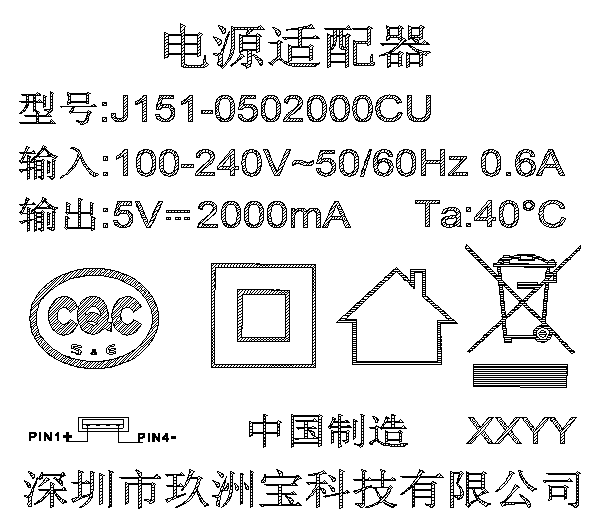 电源适配器
型号:J151-0502000CU
输入:100-240V~50/60Hz 0.6A
输出:5V⎓2000mA Ta:40°C
CQC
S & E
PIN1+ PIN4- 中国制造 XXYY
深圳市玖洲宝科技有限公司